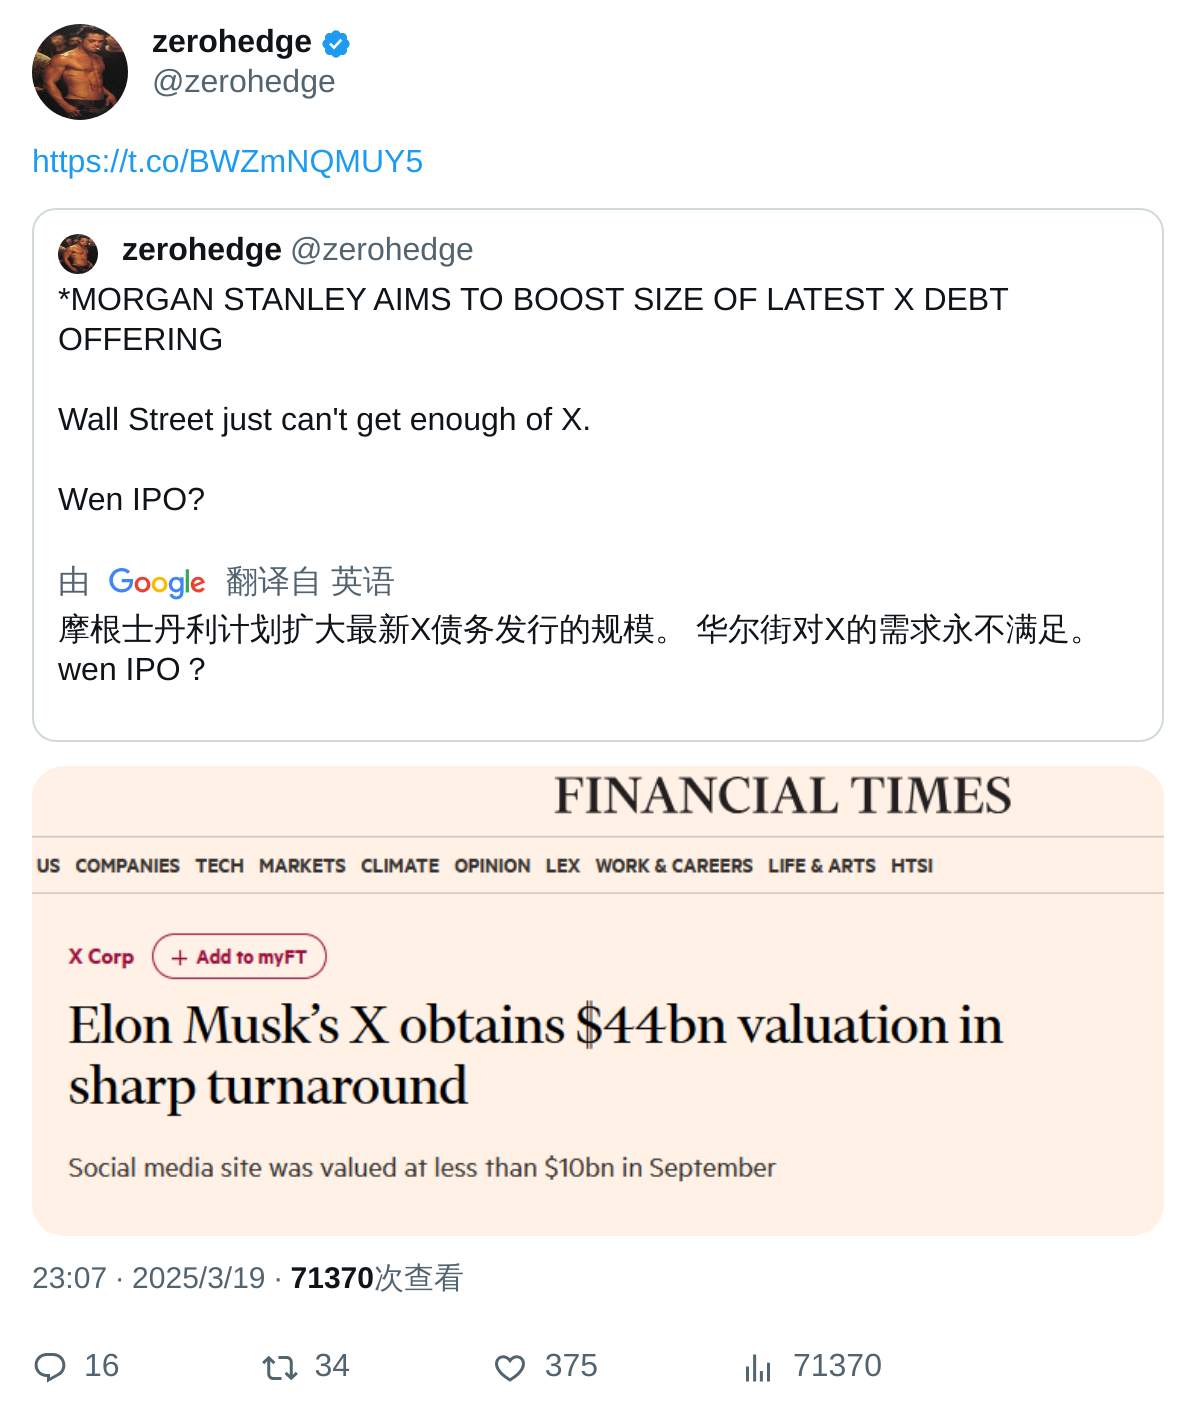 zerohedge
@zerohedge
https://t.co/BWZmNQMUY5
zerohedge @zerohedge
*MORGAN STANLEY AIMS TO BOOST SIZE OF LATEST X DEBT
OFFERING
Wall Street just can't get enough of X.
Wen IPO?
由 Google 翻译自 英语
摩根士丹利计划扩大最新X债务发行的规模。 华尔街对X的需求永不满足。
wen IPO？
FINANCIAL TIMES
US COMPANIES TECH MARKETS CLIMATE OPINION LEX WORK & CAREERS LIFE & ARTS HTSI
X Corp + Add to myFT
Elon Musk’s X obtains $44bn valuation in
sharp turnaround
Social media site was valued at less than $10bn in September
23:07 · 2025/3/19 · 71370次查看
16 34 375 71370